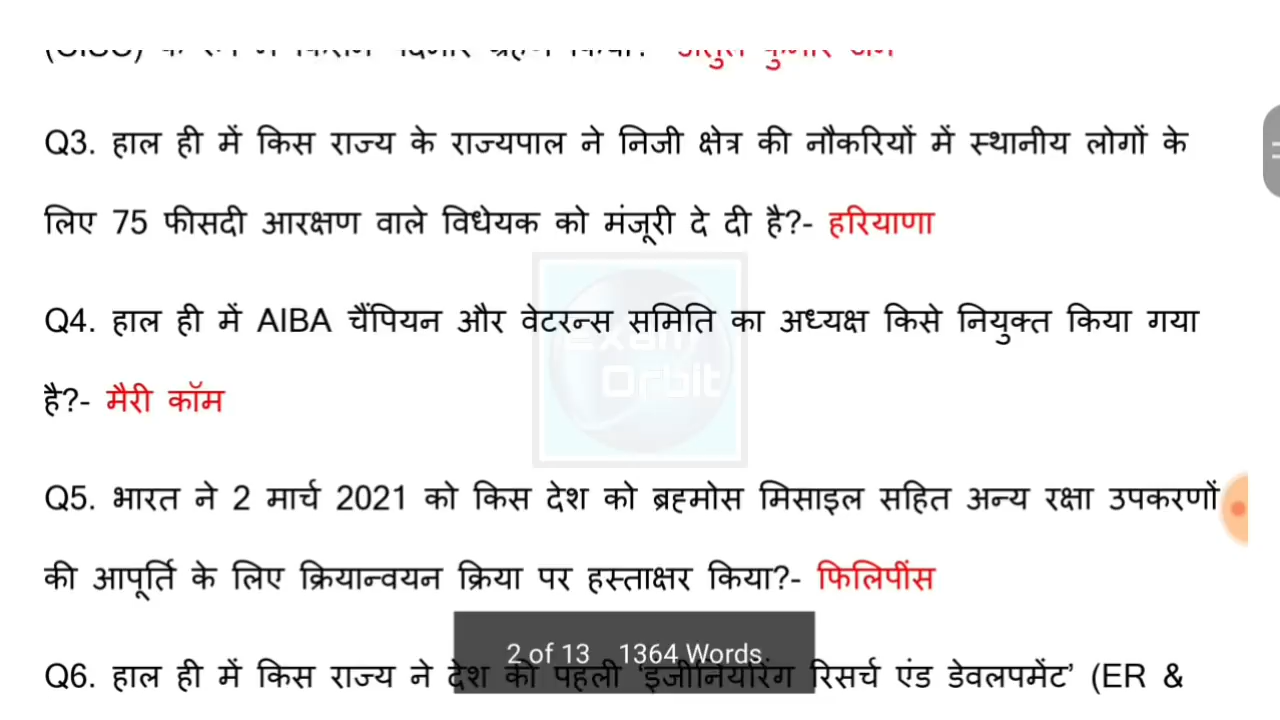 Q3. हाल ही में किस राज्य के राज्यपाल ने निजी क्षेत्र की नौकरियों में स्थानीय लोगों के
लिए 75 फीसदी आरक्षण वाले विधेयक को मंजूरी दे दी है?- हरियाणा
Q4. हाल ही में AIBA चैंपियन और वेटरन्स समिति का अध्यक्ष किसे नियुक्त किया गया
Exam
Orbit
है?- मैरी कॉम
Q5. भारत ने 2 मार्च 2021 को किस देश को ब्रह्मोस मिसाइल सहित अन्य रक्षा उपकरणों
की आपूर्ति के लिए क्रियान्वयन क्रिया पर हस्ताक्षर किया?- फिलिपींस
2 of 13 1364 Words
Q6. हाल ही में किस राज्य ने देश की पहली ‘इंजीनियरिंग रिसर्च एंड डेवलपमेंट’ (ER &